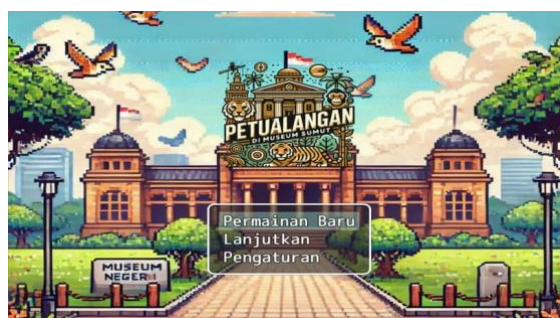 PETUALANGAN
DI MUSEUM SUMUT
Permainan Baru
Lanjutkan
Pengaturan
MUSEUM
NEGERI